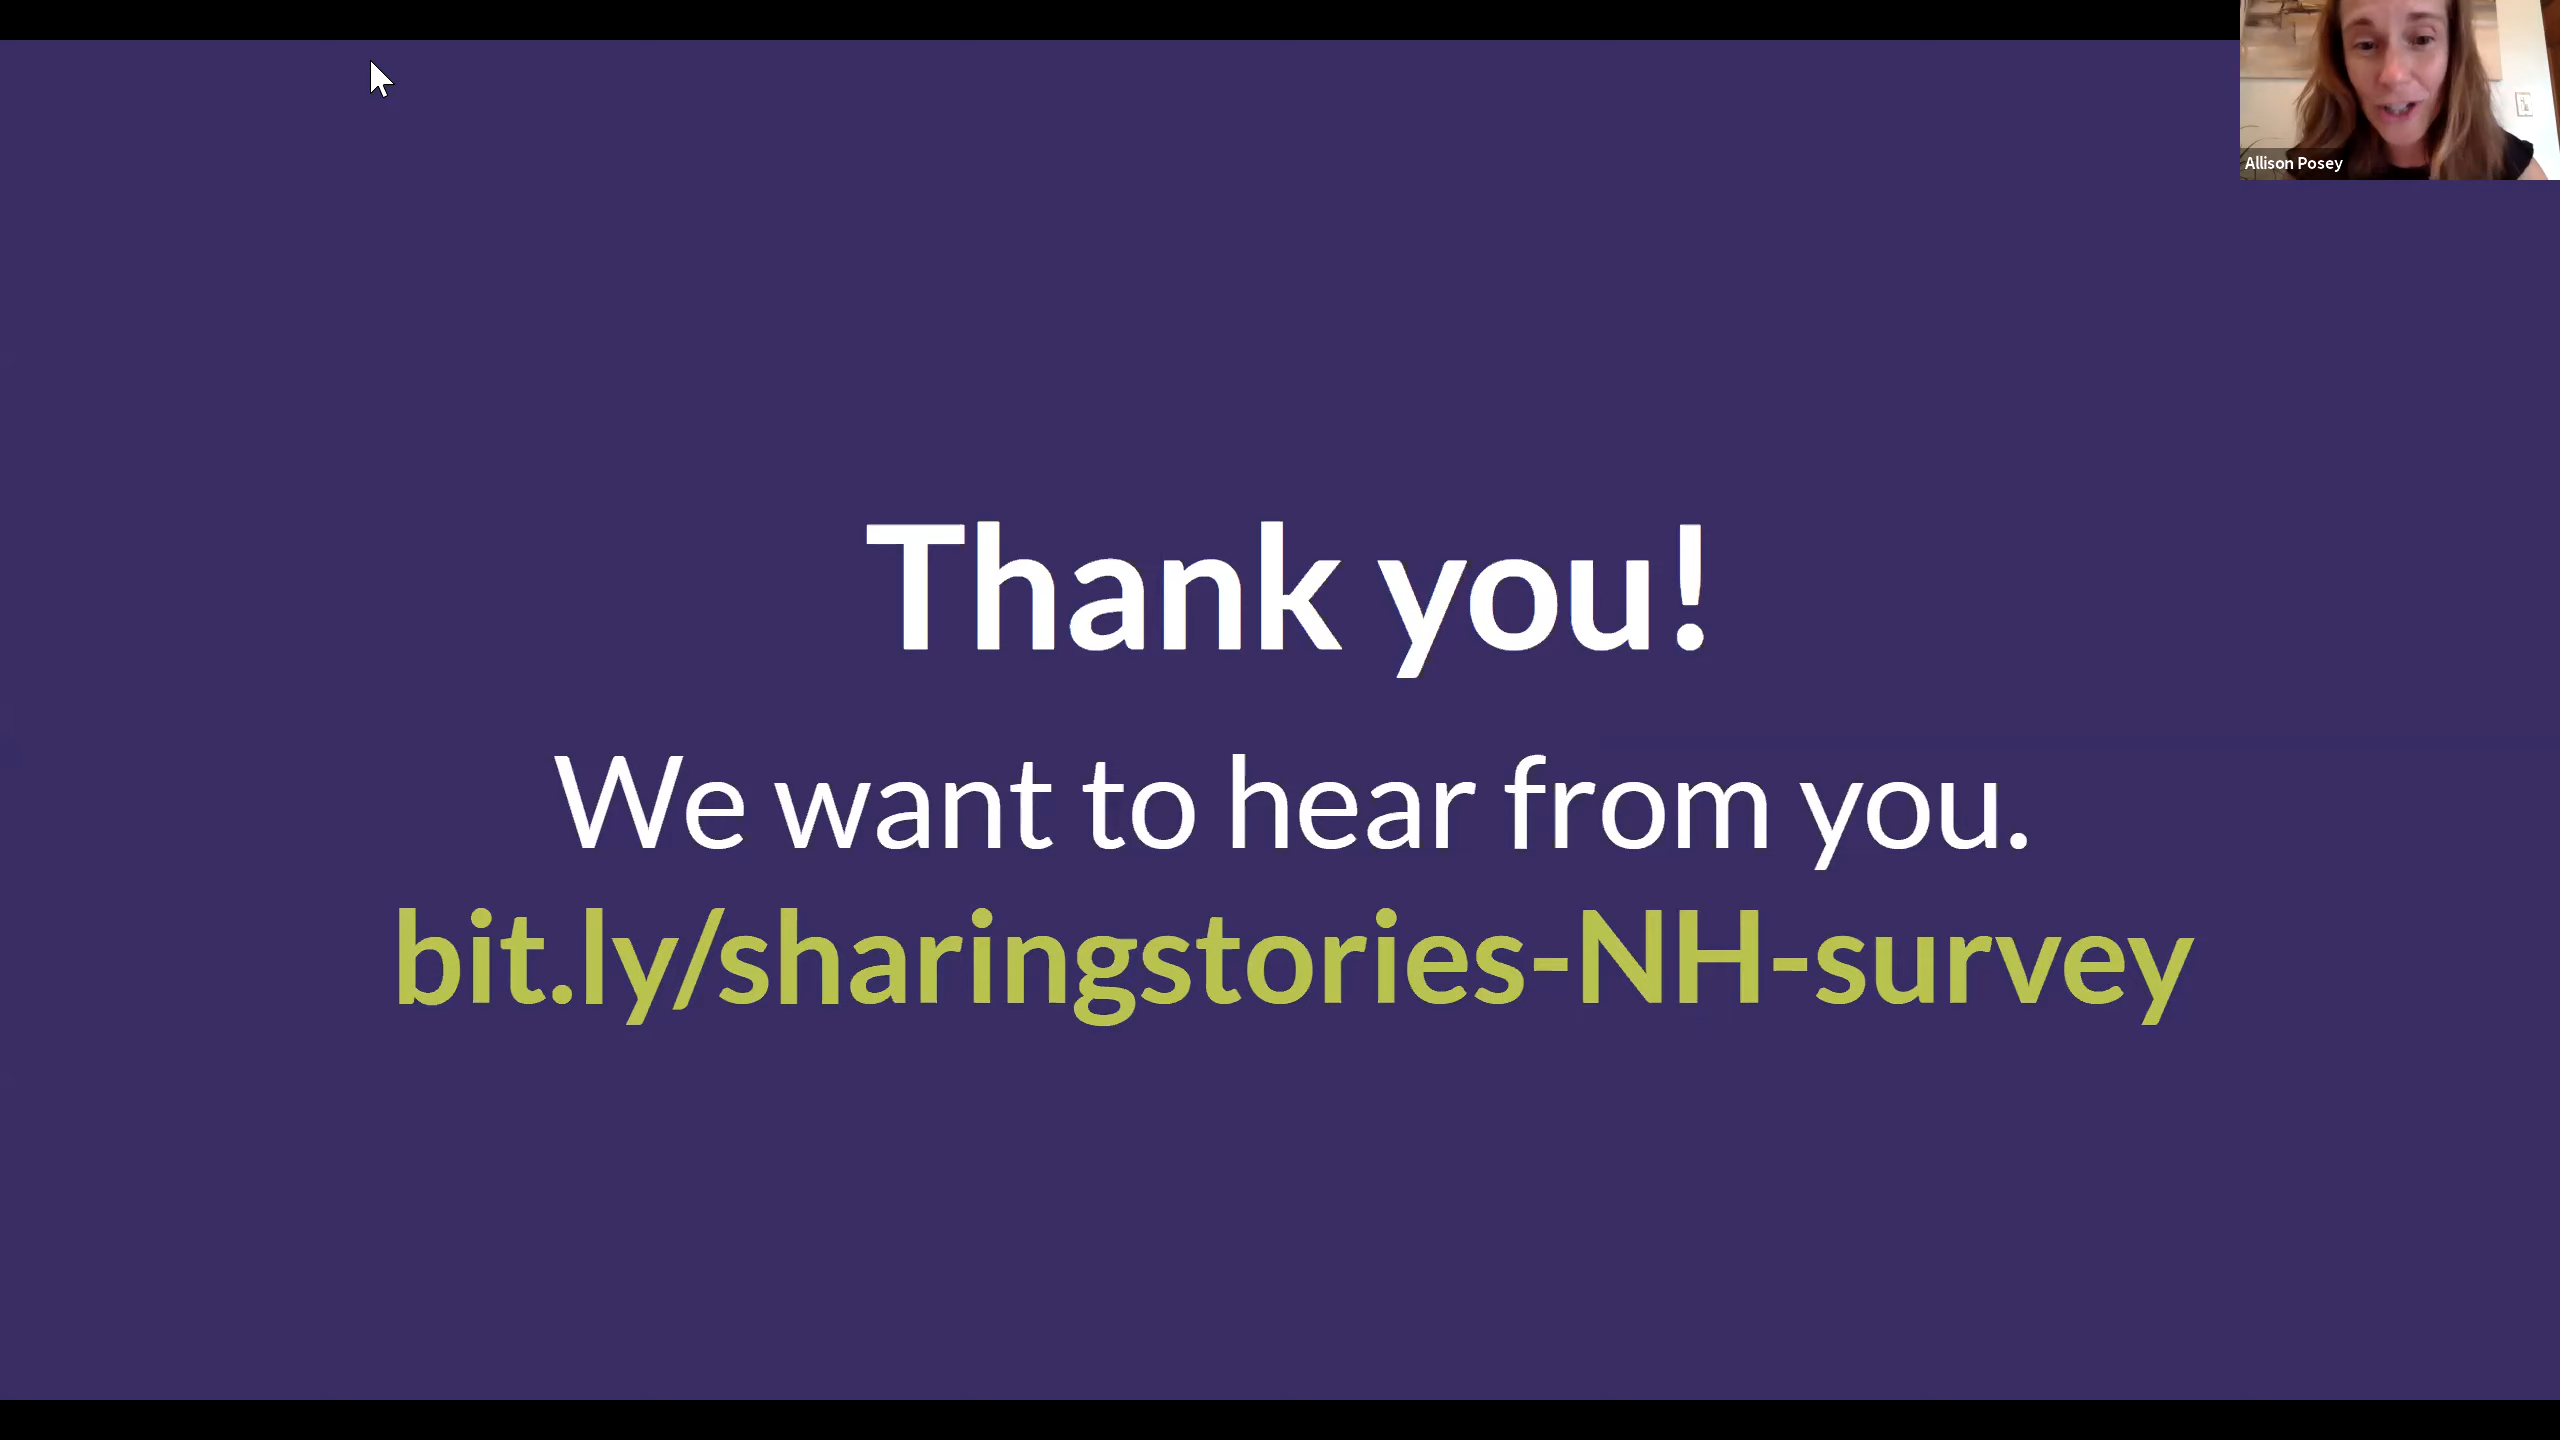 Allison Posey
Thank you!
We want to hear from you.
bit.ly/sharingstories-NH-survey